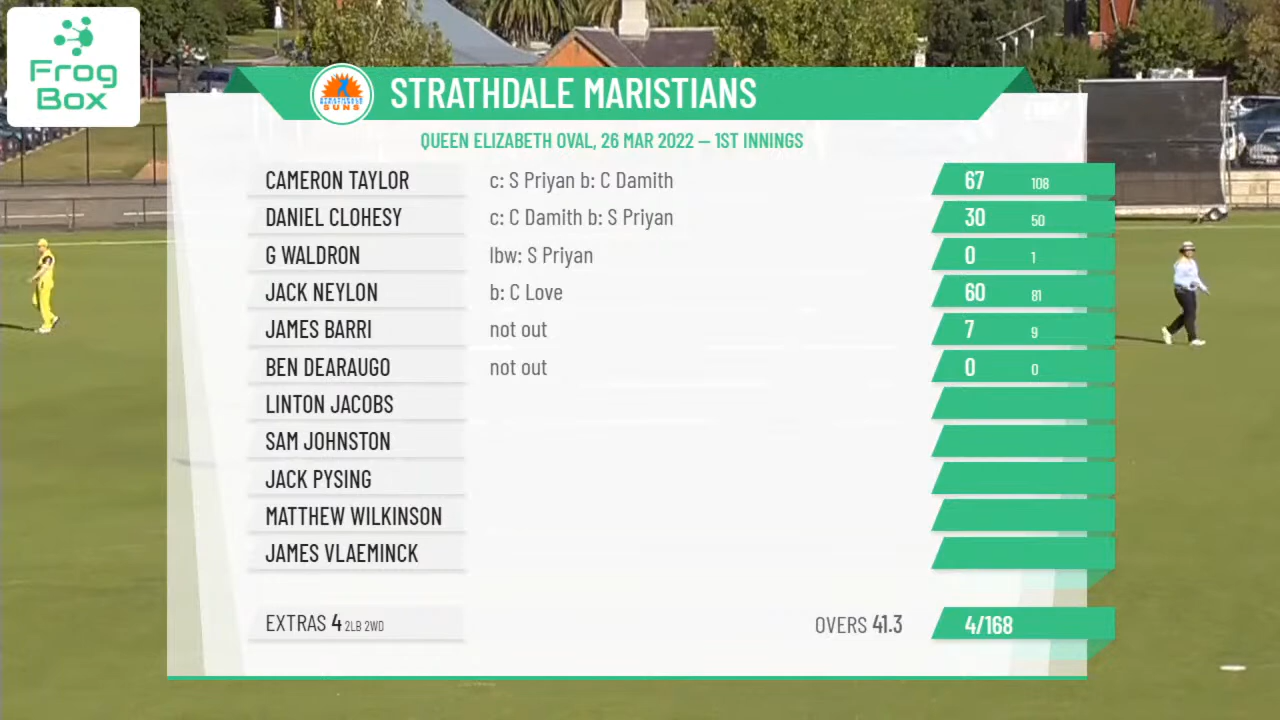 Frog
Box
SUNS
STRATHDALE MARISTIANS
QUEEN ELIZABETH OVAL, 26 MAR 2022 – 1ST INNINGS
CAMERON TAYLOR c: S Priyan b: C Damith 67 108
DANIEL CLOHESY c: C Damith b: S Priyan 30 50
G WALDRON lbw: S Priyan 0 1
JACK NEYLON b: C Love 60 81
JAMES BARRI not out 7 9
BEN DEARAUGO not out 0 0
LINTON JACOBS
SAM JOHNSTON
JACK PYSING
MATTHEW WILKINSON
JAMES VLAEMINCK
EXTRAS 4 2LB 2WD OVERS 41.3 4/168